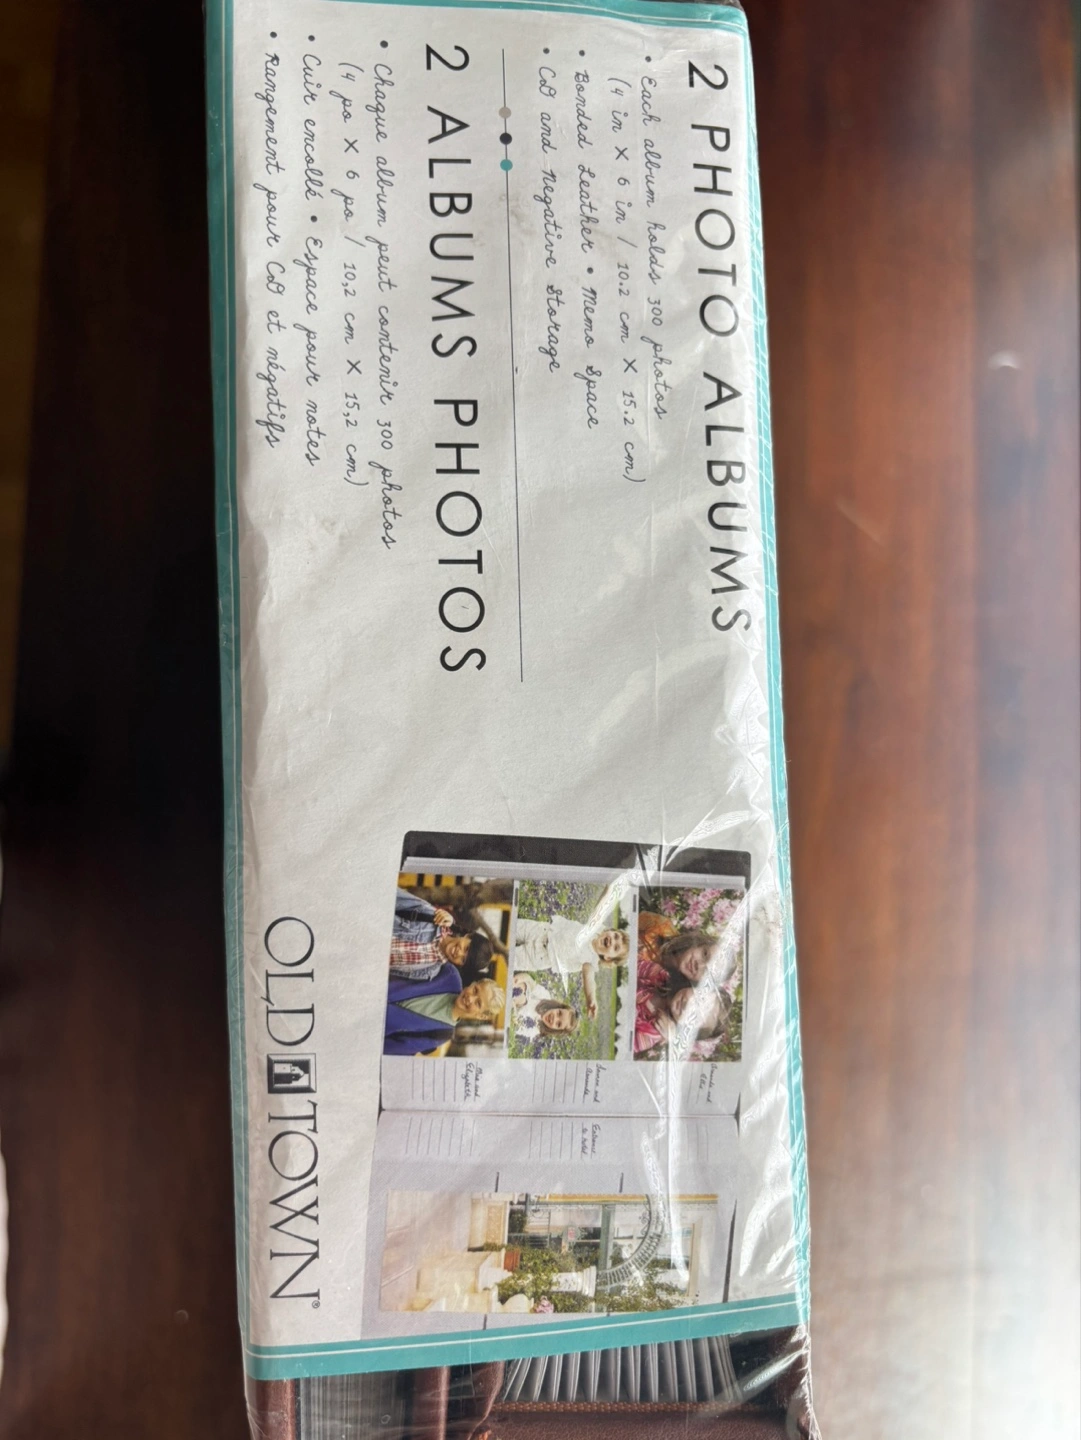 2 PHOTO ALBUMS
• Each album holds 300 photos
(4 in X 6 in / 10.2 cm X 15.2 cm)
• Bonded Leather • Memo Space
• CD and Negative Storage
2 ALBUMS PHOTOS
• Chaque album peut contenir 300 photos
(4 po X 6 po / 10,2 cm X 15,2 cm)
• Cuir encollé • Espace pour notes
• Rangement pour CD et négatifs
OLD TOWN®